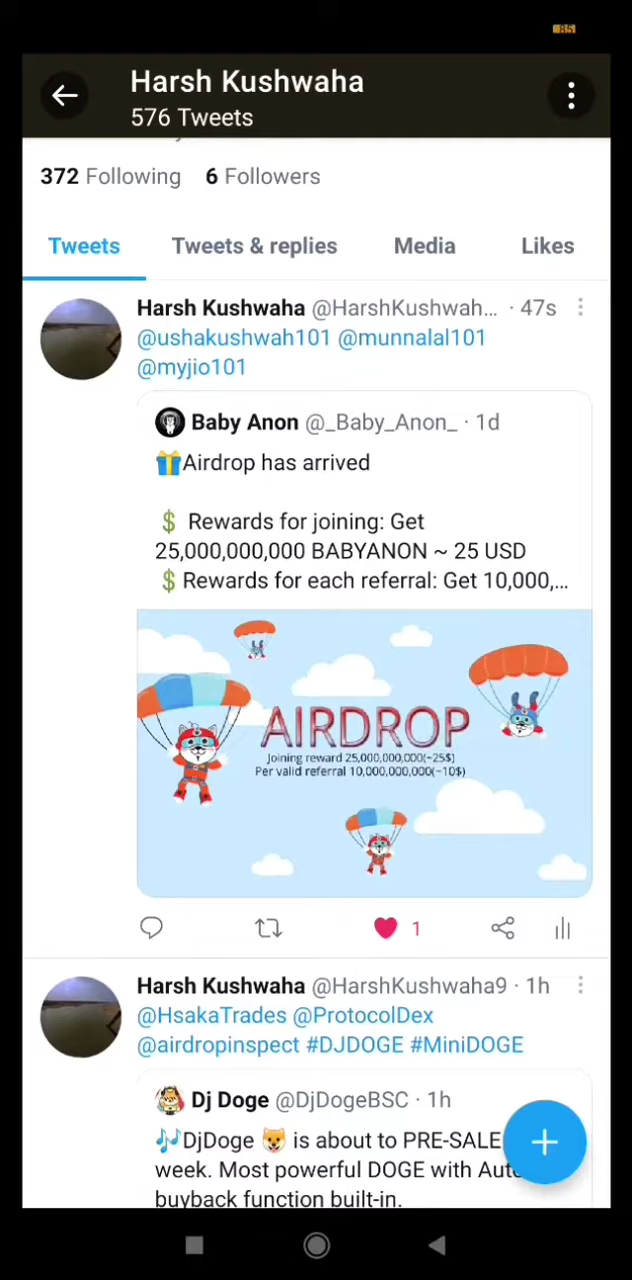 85
Harsh Kushwaha
576 Tweets
372 Following 6 Followers
Tweets Tweets & replies Media Likes
Harsh Kushwaha @HarshKushwah... · 47s
@ushakushwah101 @munnalal101
@myjio101
Baby Anon @_Baby_Anon_ · 1d
🎁Airdrop has arrived
💲 Rewards for joining: Get
25,000,000,000 BABYANON ~ 25 USD
💲Rewards for each referral: Get 10,000,...
AIRDROP
Joining reward 25,000,000,000(~25$)
Per valid referral 10,000,000,000(~10$)
1
Harsh Kushwaha @HarshKushwaha9 · 1h
@HsakaTrades @ProtocolDex
@airdropinspect #DJDOGE #MiniDOGE
Dj Doge @DjDogeBSC · 1h
🎶DjDoge 🐕 is about to PRE-SALE
week. Most powerful DOGE with Aut
buyback function built-in.